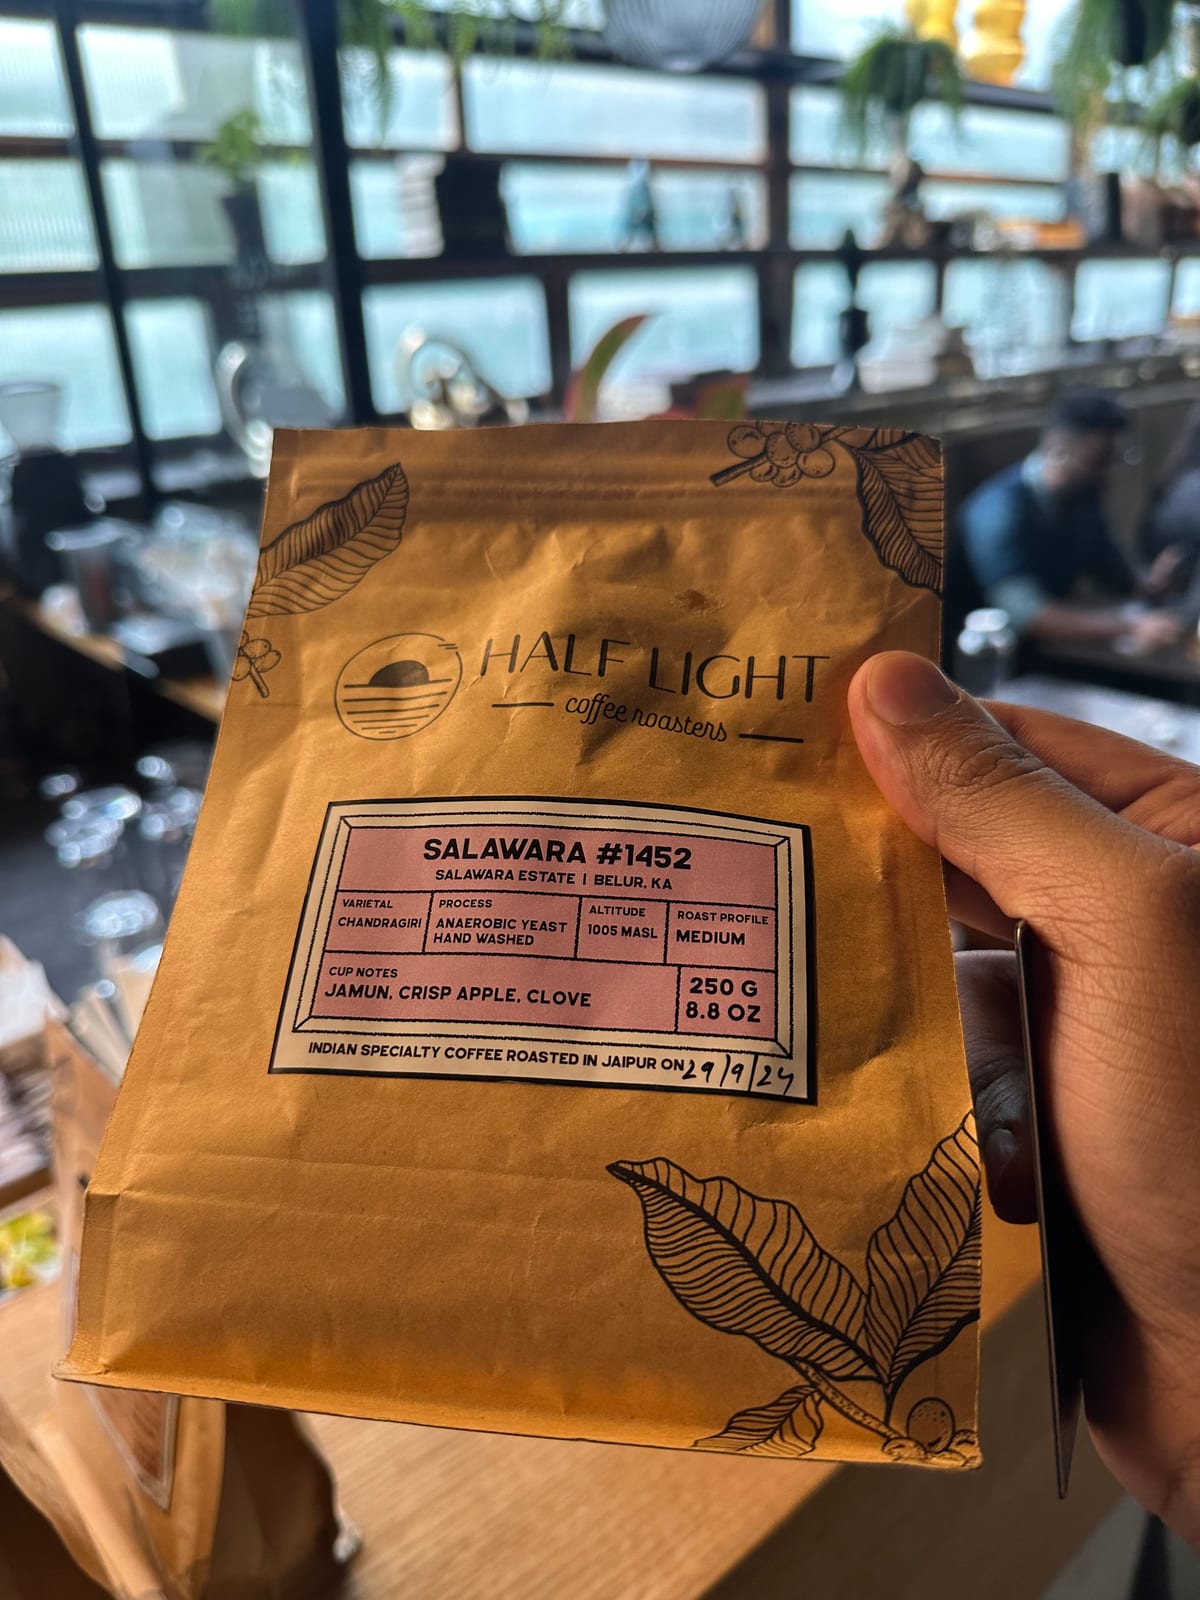 HALF LIGHT
coffee roasters
SALAWARA #1452
SALAWARA ESTATE | BELUR, KA
VARIETAL
CHANDRAGIRI
PROCESS
ANAEROBIC YEAST
HAND WASHED
ALTITUDE
1005 MASL
ROAST PROFILE
MEDIUM
CUP NOTES
JAMUN, CRISP APPLE, CLOVE
250 G
8.8 OZ
INDIAN SPECIALTY COFFEE ROASTED IN JAIPUR ON 29/9/24